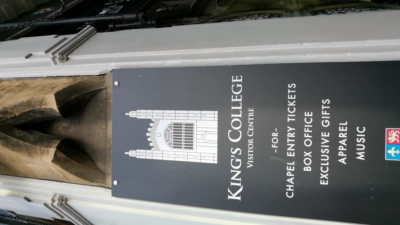 KING'S COLLEGE
VISITOR CENTRE
-FOR-
CHAPEL ENTRY TICKETS
BOX OFFICE
EXCLUSIVE GIFTS
APPAREL
MUSIC